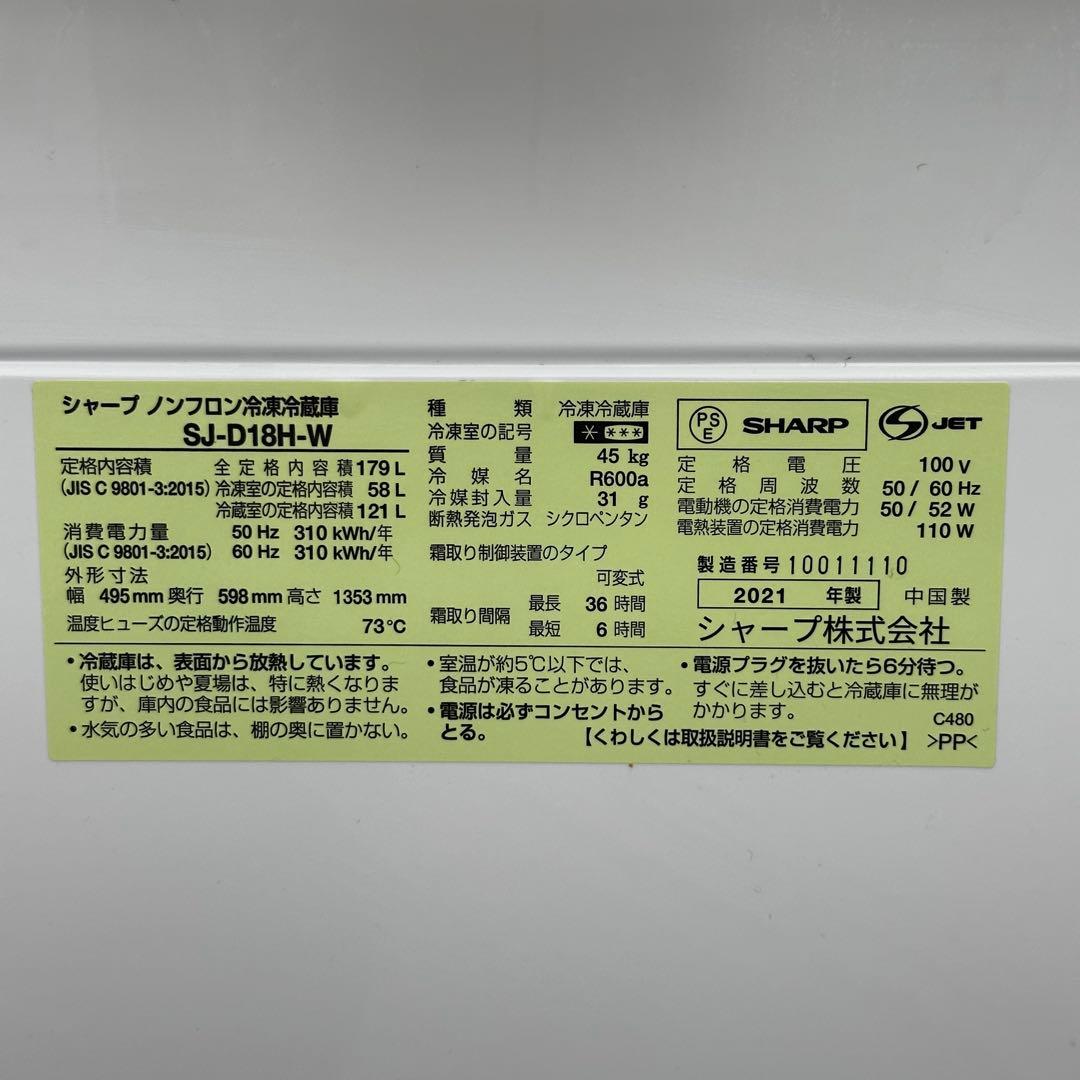 シャープ ノンフロン冷凍冷蔵庫
SJ-D18H-W
定格内容積 全定格内容積 179 L
(JIS C 9801-3:2015) 冷凍室の定格内容積 58 L
冷蔵室の定格内容積 121 L
消費電力量 50 Hz 310 kWh/年
(JIS C 9801-3:2015) 60 Hz 310 kWh/年
外形寸法
幅 495 mm 奥行 598 mm 高さ 1353 mm
温度ヒューズの定格動作温度 73℃
種類 冷凍冷蔵庫
冷凍室の記号 ****
質量 45 kg
冷媒名 R600a
冷媒封入量 31 g
断熱発泡ガス シクロペンタン
霜取り制御装置のタイプ
可変式
霜取り間隔 最長 36 時間
最短 6 時間
PSE SHARP JET
定格電圧 100 V
定格周波数 50 / 60 Hz
電動機の定格消費電力 50 / 52 W
電熱装置の定格消費電力 110 W
製造番号 10011110
2021 年製 中国製
シャープ株式会社
・冷蔵庫は、表面から放熱しています。
使いはじめや夏場は、特に熱くなりま
すが、庫内の食品には影響ありません。
・水気の多い食品は、棚の奥に置かない。
・室温が約5℃以下では、
食品が凍ることがあります。
・電源は必ずコンセントから
とる。
・電源プラグを抜いたら6分待つ。
すぐに差し込むと冷蔵庫に無理が
かかります。 C480
【くわしくは取扱説明書をご覧ください】 >PP<